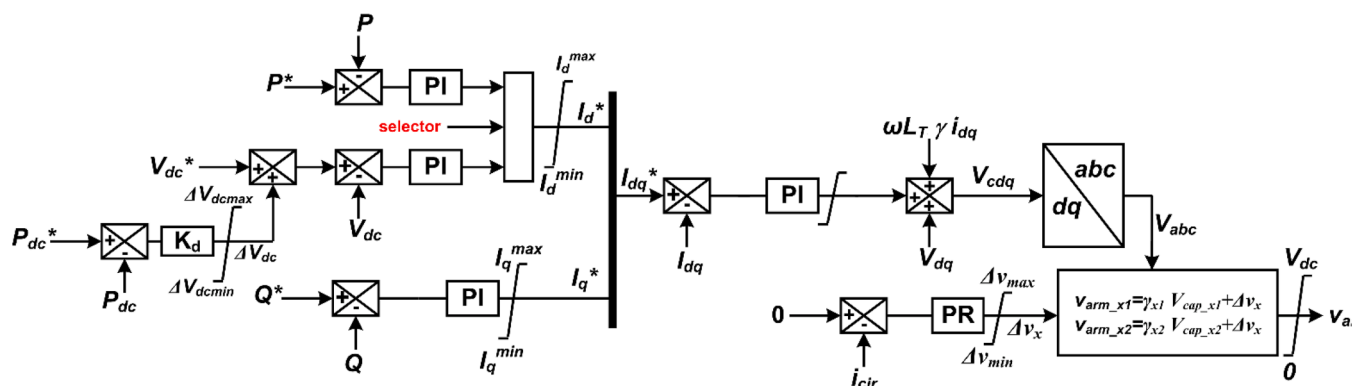 P
P*
+
-
PI
I_d^max
selector
I_d*
V_dc*
+
+
+
-
PI
I_d^min
V_dc
ΔV_dcmax
P_dc*
+
-
K_d
ΔV_dc
ΔV_dcmin
P_dc
Q*
+
-
PI
I_q^max
I_q*
I_q^min
Q
I_dq*
+
-
I_dq
PI
ωL_T γ i_dq
+
+
+
V_dq
V_cdq
abc
dq
V_abc
0
+
-
i_cir
PR
Δv_max
Δv_x
Δv_min
v_arm_x1=γ_x1 V_cap_x1+Δv_x
v_arm_x2=γ_x2 V_cap_x2+Δv_x
V_dc
0